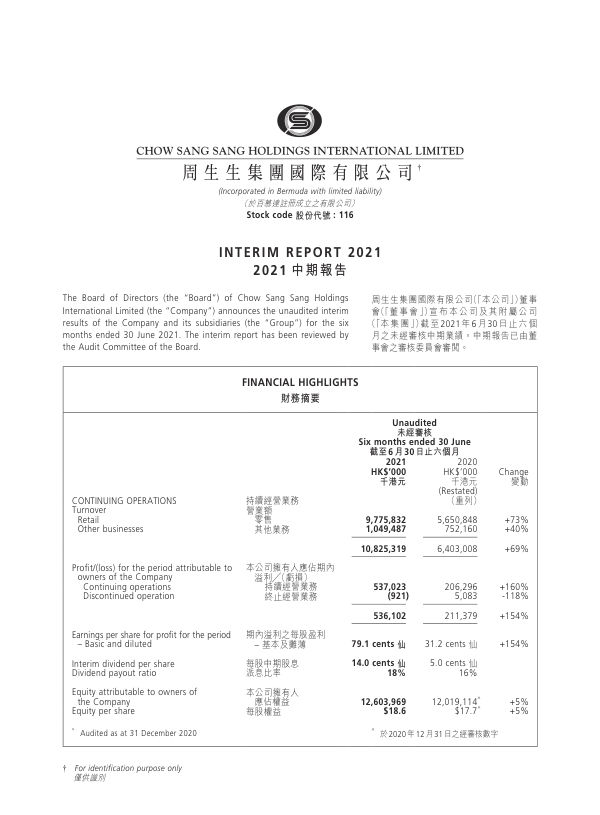 CHOW SANG SANG HOLDINGS INTERNATIONAL LIMITED
周生生集團國際有限公司†
(Incorporated in Bermuda with limited liability)
（於百慕達註冊成立之有限公司）
Stock code 股份代號 : 116
INTERIM REPORT 2021
2021 中期報告
The Board of Directors (the “Board”) of Chow Sang Sang Holdings
International Limited (the “Company”) announces the unaudited interim
results of the Company and its subsidiaries (the “Group”) for the six
months ended 30 June 2021. The interim report has been reviewed by
the Audit Committee of the Board.
周生生集團國際有限公司（「本公司」）董事
會（「董事會」）宣布本公司及其附屬公司
（「本集團」）截至2021年6月30日止六個
月之未經審核中期業績。中期報告已由董
事會之審核委員會審閱。
FINANCIAL HIGHLIGHTS
財務摘要
Unaudited
未經審核
Six months ended 30 June
截至6月30日止六個月
2021 2020
HK$’000 HK$’000 Change
千港元 千港元 變動
(Restated)
CONTINUING OPERATIONS 持續經營業務 （重列）
Turnover 營業額
Retail 零售 9,775,832 5,650,848 +73%
Other businesses 其他業務 1,049,487 752,160 +40%
10,825,319 6,403,008 +69%
Profit/(loss) for the period attributable to 本公司擁有人應佔期內
owners of the Company 溢利／（虧損）
Continuing operations 持續經營業務 537,023 206,296 +160%
Discontinued operation 終止經營業務 (921) 5,083 -118%
536,102 211,379 +154%
Earnings per share for profit for the period 期內溢利之每股盈利
– Basic and diluted – 基本及攤薄 79.1 cents 仙 31.2 cents 仙 +154%
Interim dividend per share 每股中期股息 14.0 cents 仙 5.0 cents 仙
Dividend payout ratio 派息比率 18% 16%
Equity attributable to owners of 本公司擁有人
the Company 應佔權益 12,603,969 12,019,114* +5%
Equity per share 每股權益 $18.6 $17.7* +5%
* Audited as at 31 December 2020 * 於2020年12月31日之經審核數字
† For identification purpose only
僅供識別